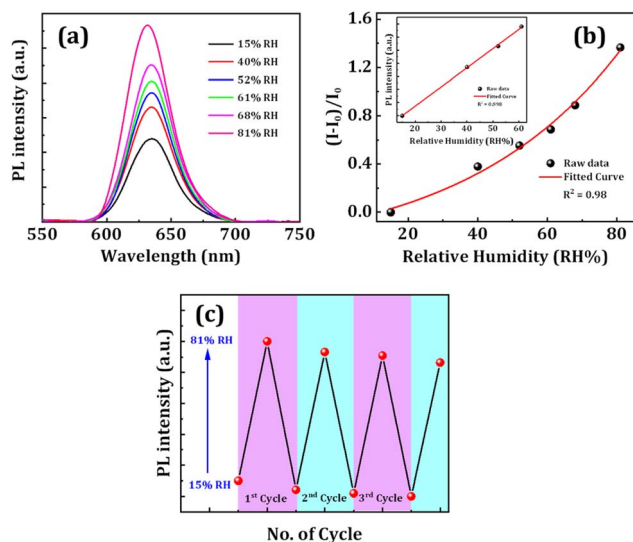 (a)
15% RH
40% RH
52% RH
61% RH
68% RH
81% RH
PL intensity (a.u.)
550 600 650 700 750
Wavelength (nm)
(b)
(I-I₀)/I₀
1.6
1.2
0.8
0.4
0.0
20 40 60 80
Relative Humidity (RH%)
Raw data
Fitted Curve
R² = 0.98
PL intensity (a.u.)
Raw data
Fitted Curve
R² = 0.998
20 30 40 50 60
Relative Humidity (RH%)
(c)
PL intensity (a.u.)
81% RH
15% RH
1st Cycle
2nd Cycle
3rd Cycle
No. of Cycle